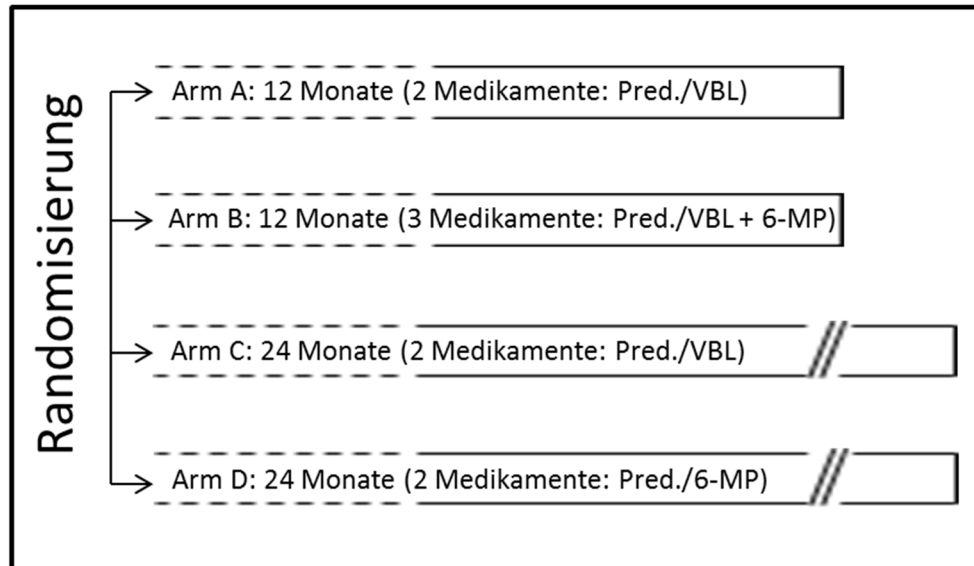 Randomisierung
Arm A: 12 Monate (2 Medikamente: Pred./VBL)
Arm B: 12 Monate (3 Medikamente: Pred./VBL + 6-MP)
Arm C: 24 Monate (2 Medikamente: Pred./VBL)
Arm D: 24 Monate (2 Medikamente: Pred./6-MP)